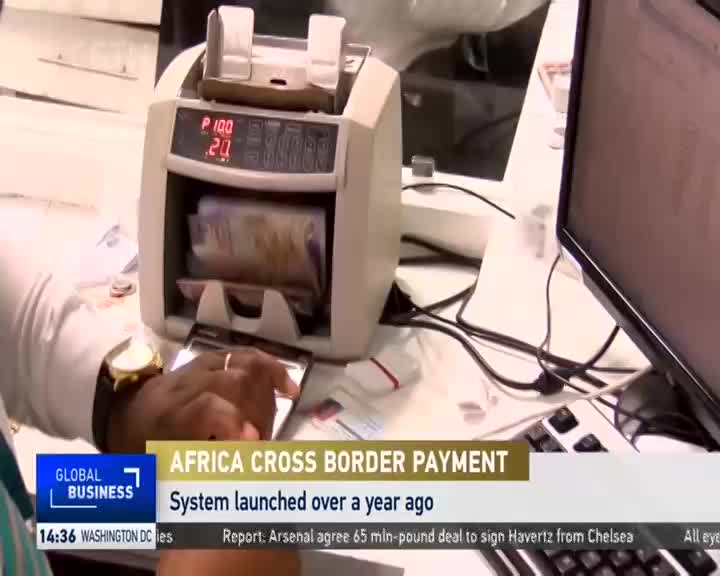 P100
20
AFRICA CROSS BORDER PAYMENT
GLOBAL
BUSINESS
System launched over a year ago
14:36 WASHINGTON DC
ies Report: Arsenal agree 65 mln-pound deal to sign Havertz from Chelsea All eye